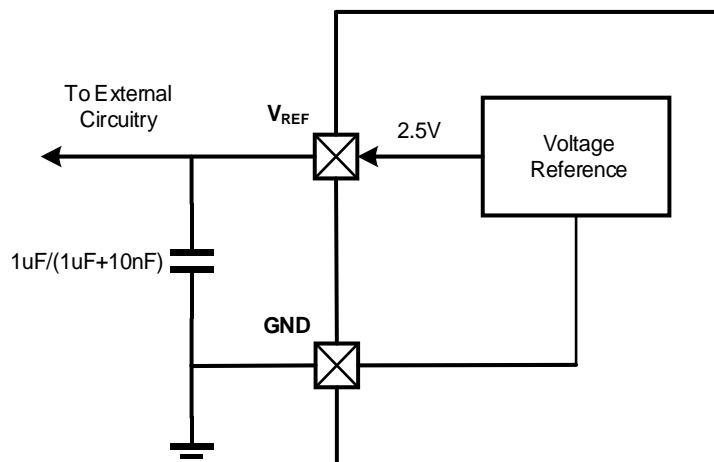 To External
Circuitry
VREF
2.5V
Voltage
Reference
1uF/(1uF+10nF)
GND